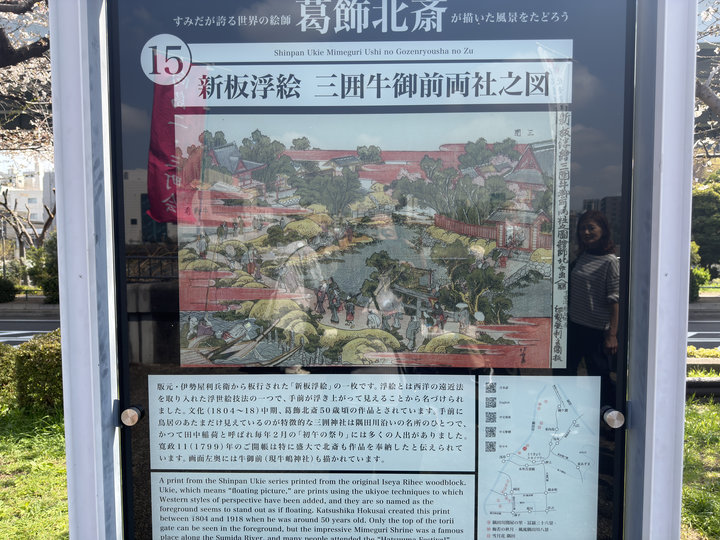 すみだが誇る世界の絵師 葛飾北斎 が描いた風景をたどろう
15
Shinpan Ukie Mimeguri Ushi no Gozenryousha no Zu
新板浮絵 三囲牛御前両社之図
版元・伊勢屋利兵衛から板行された「新板浮絵」の一枚です。浮絵とは西洋の遠近法
を取り入れた浮世絵技法の一つで、手前が浮き上がって見えることから名づけられ
ました。文化(1804〜18)中期、葛飾北斎50歳頃の作品とされています。手前に
鳥居のあたまだけ見えているのが特徴的な三囲神社は隅田川沿いの名所のひとつで、
かつて田中稲荷と呼ばれ毎年2月の「初午の祭り」には多くの人出がありました。
寛政11(1799)年のご開帳は特に盛大で北斎も作品を奉納したと伝えられて
います。画面左奥には牛御前(現牛嶋神社)も描かれています。
A print from the Shinpan Ukie series printed from the original Iseya Rihee woodblock.
Ukie, which means “floating picture,” are prints using the ukiyoe techniques to which
Western styles of perspective have been added, and they are so named as the
foreground seems to stand out as if floating. Katsushika Hokusai created this print
between 1804 and 1918 when he was around 50 years old. Only the top of the torii
gate can be seen in the foreground, but the impressive Mimeguri Shrine was a famous
place along the Sumida River, and many people attended the “Hatsuuma Festival”